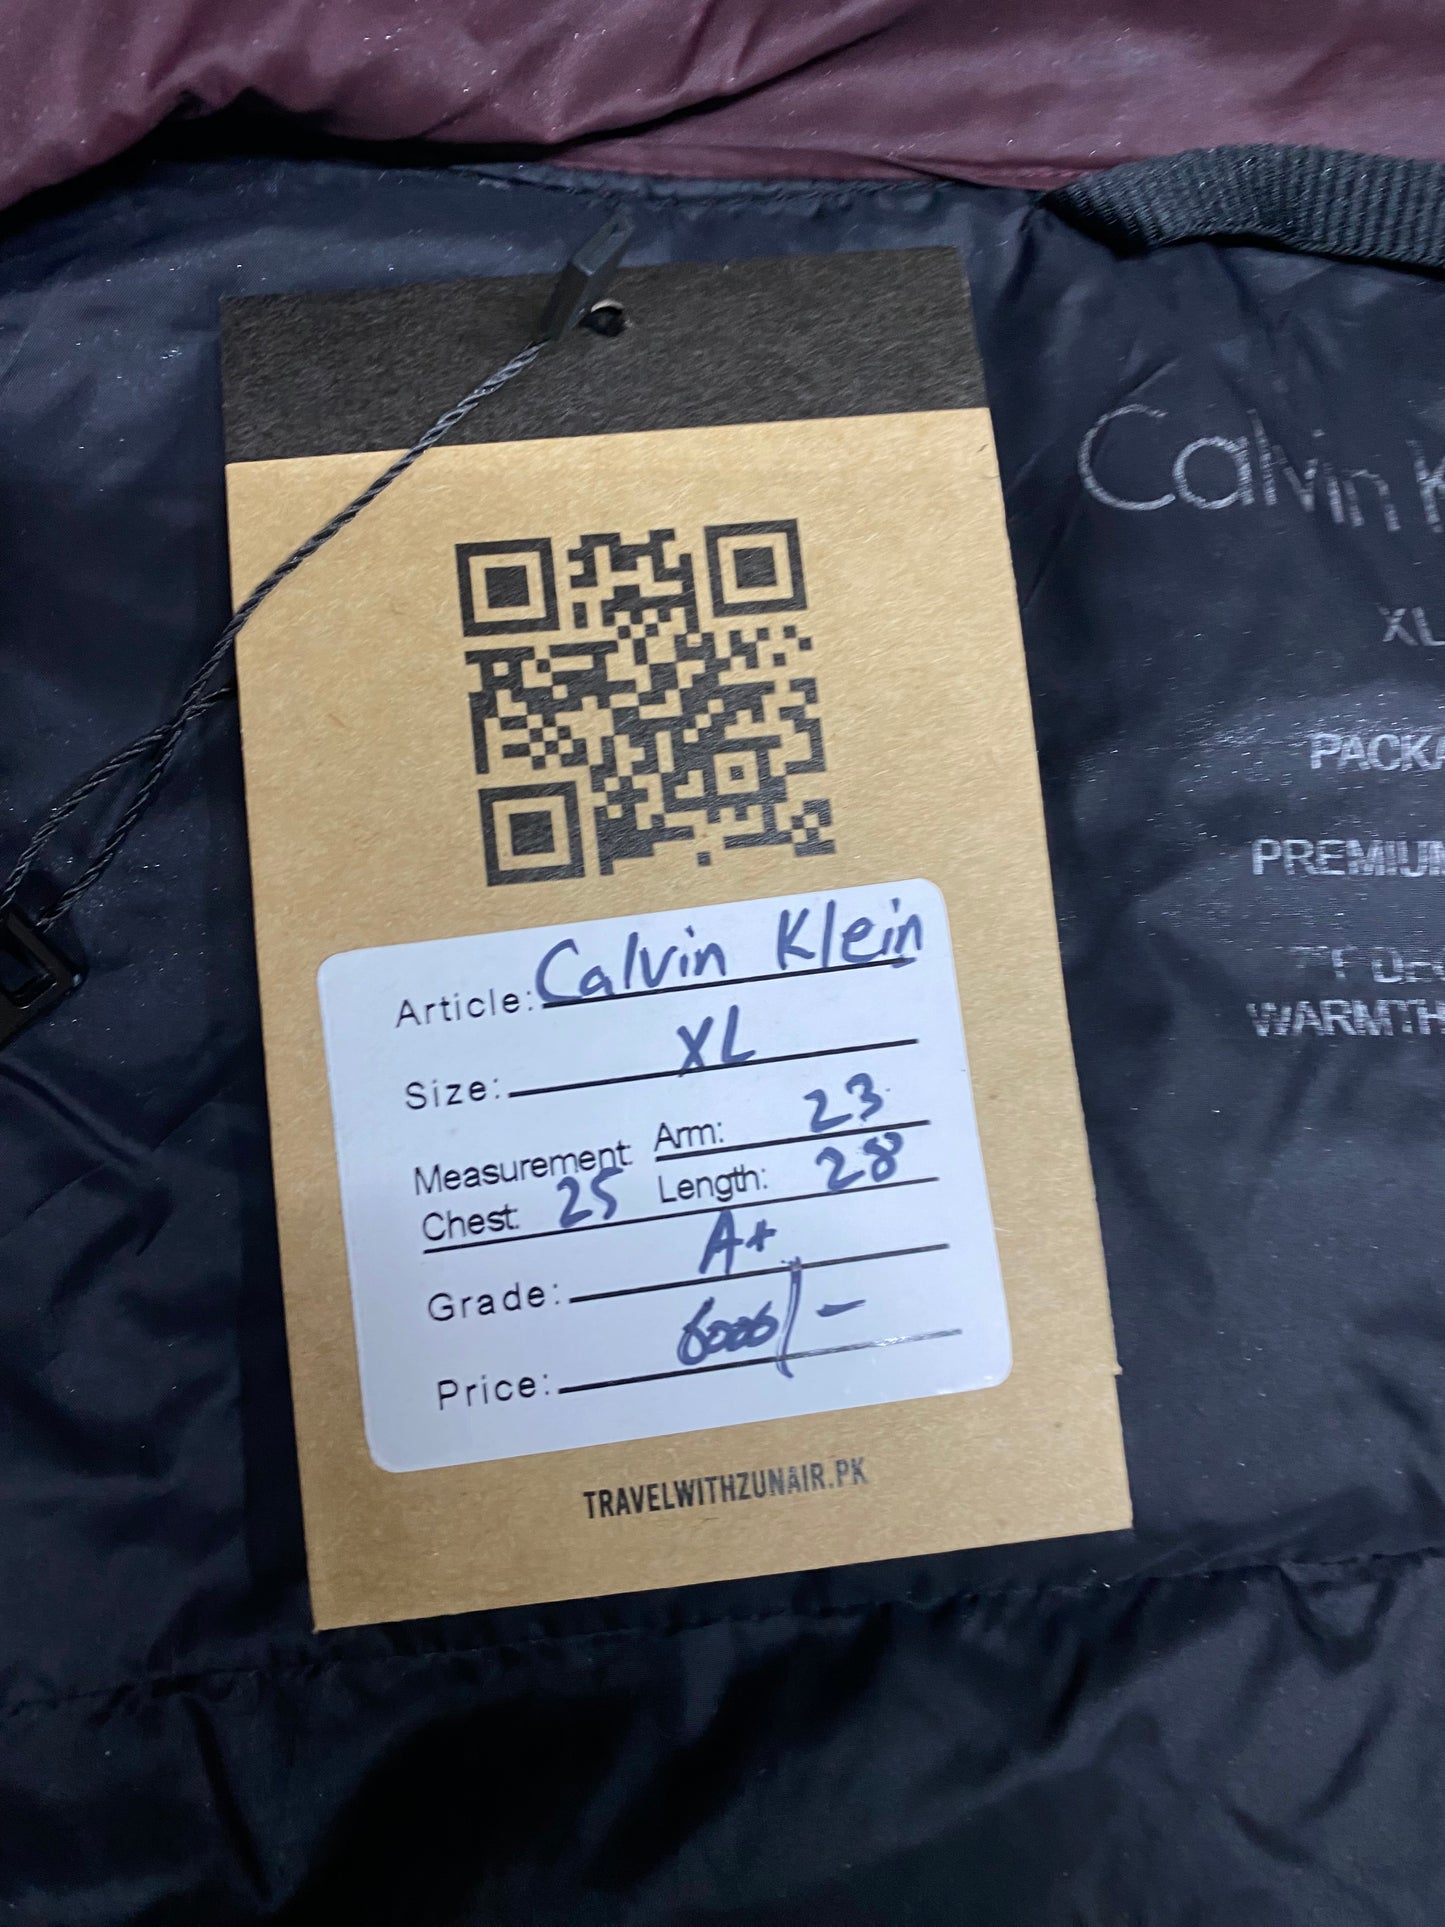 Calvin K
XL
PACKA
PREMIUM
WARMTH
Article: Calvin Klein
Size: XL
Measurement: Arm: 23
Chest: 25 Length: 28
Grade: A+
Price: 6000/-
TRAVELWITHZUNAIR.PK